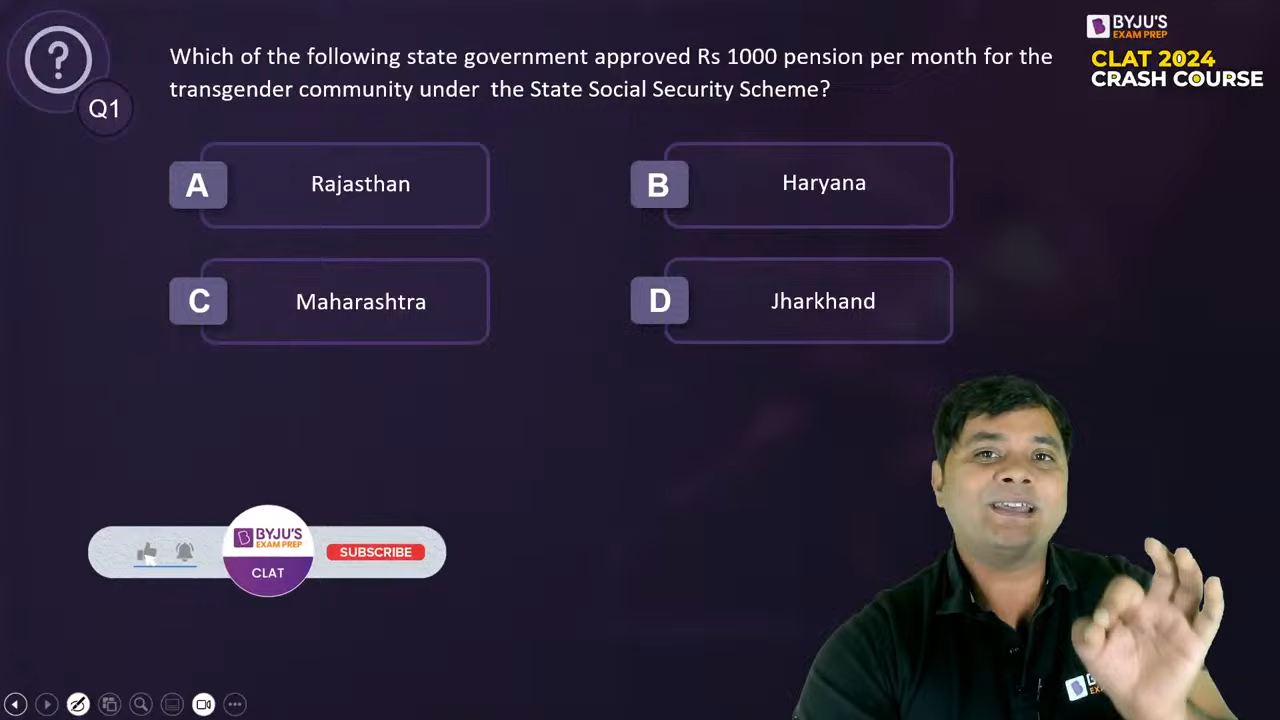 ?
Q1
Which of the following state government approved Rs 1000 pension per month for the
transgender community under the State Social Security Scheme?
BYJU'S
EXAM PREP
CLAT 2024
CRASH COURSE
A
Rajasthan
B
Haryana
C
Maharashtra
D
Jharkhand
BYJU'S
EXAM PREP
CLAT
SUBSCRIBE